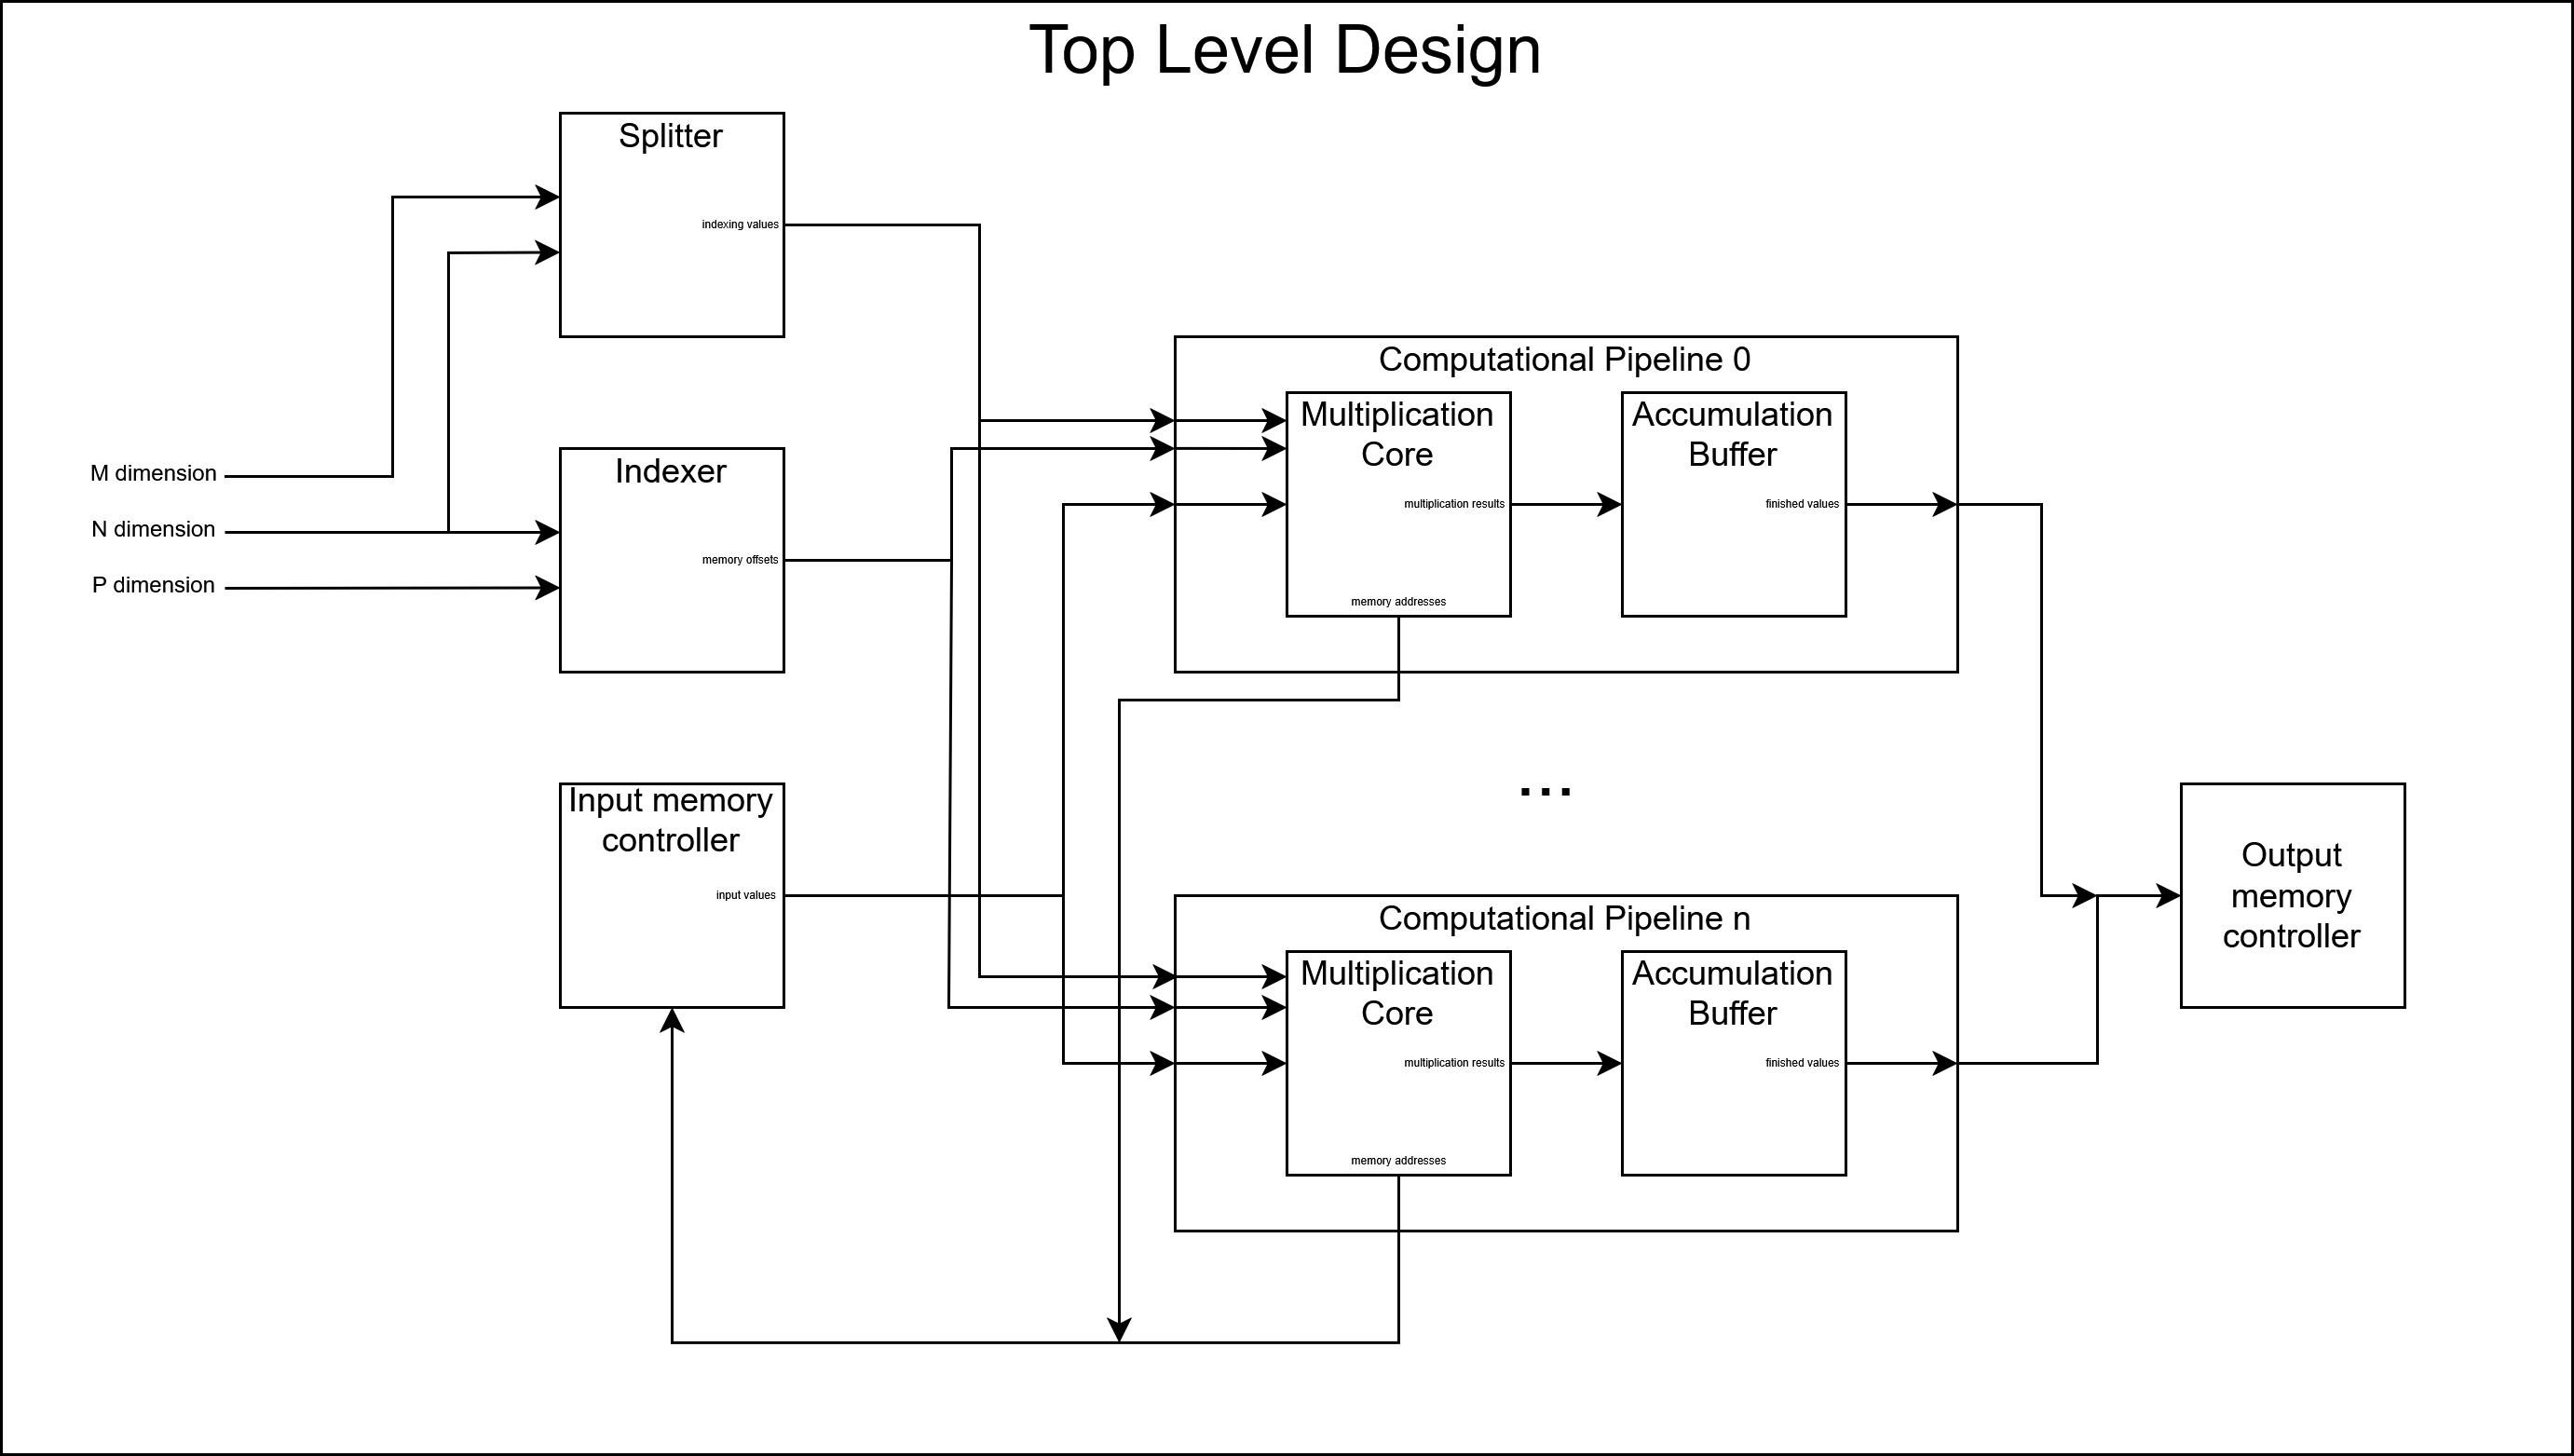 Top Level Design
Splitter
indexing values
M dimension
N dimension
P dimension
Indexer
memory offsets
Input memory
controller
input values
Computational Pipeline 0
Multiplication
Core
multiplication results
memory addresses
Accumulation
Buffer
finished values
...
Computational Pipeline n
Multiplication
Core
multiplication results
memory addresses
Accumulation
Buffer
finished values
Output
memory
controller